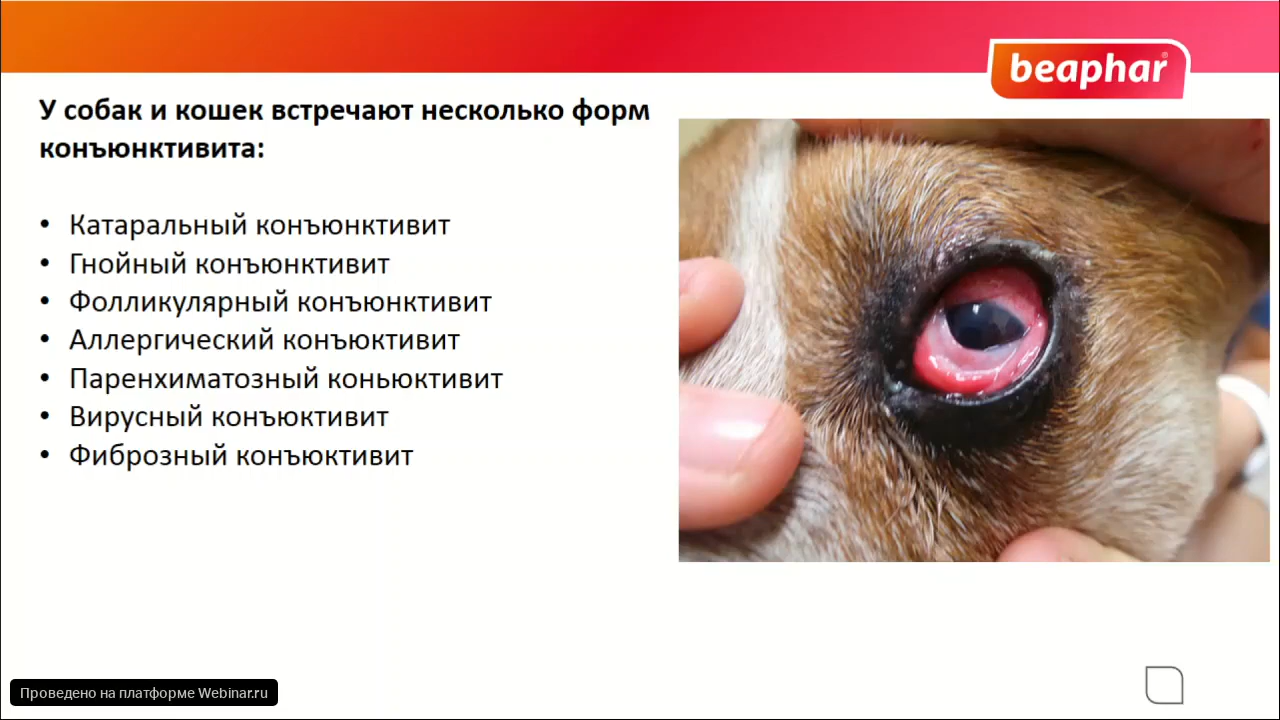 beaphar®
У собак и кошек встречают несколько форм
конъюнктивита:
• Катаральный конъюнктивит
• Гнойный конъюнктивит
• Фолликулярный конъюнктивит
• Аллергический конъюктивит
• Паренхиматозный коньюктивит
• Вирусный конъюктивит
• Фиброзный конъюктивит
Проведено на платформе Webinar.ru